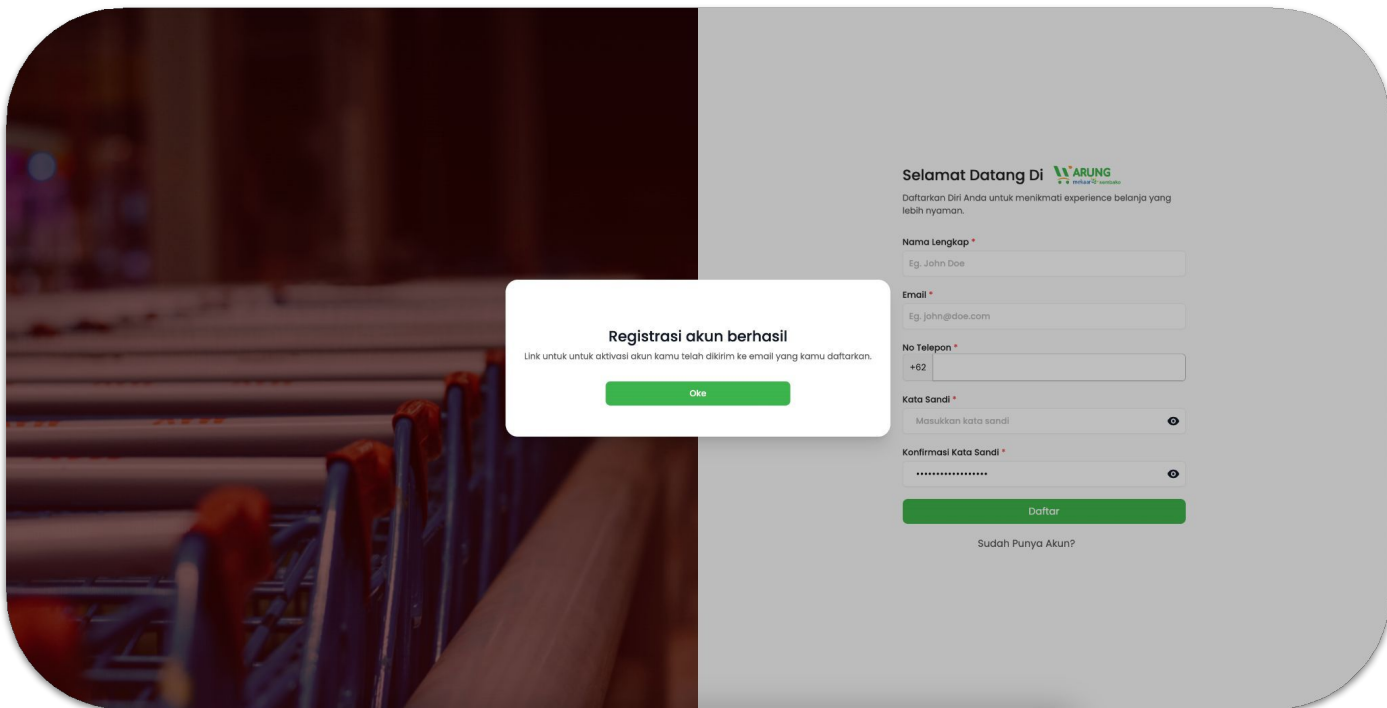 Selamat Datang Di WARUNG
Daftarkan Diri Anda untuk menikmati experience belanja yang
lebih nyaman.
Nama Lengkap *
Eg. John Doe
Email *
Eg. john@doe.com
No Telepon *
+62
Kata Sandi *
Masukkan kata sandi
Konfirmasi Kata Sandi *
••••••••••••••••••
Daftar
Sudah Punya Akun?
Registrasi akun berhasil
Link untuk untuk aktivasi akun kamu telah dikirim ke email yang kamu daftarkan.
Oke